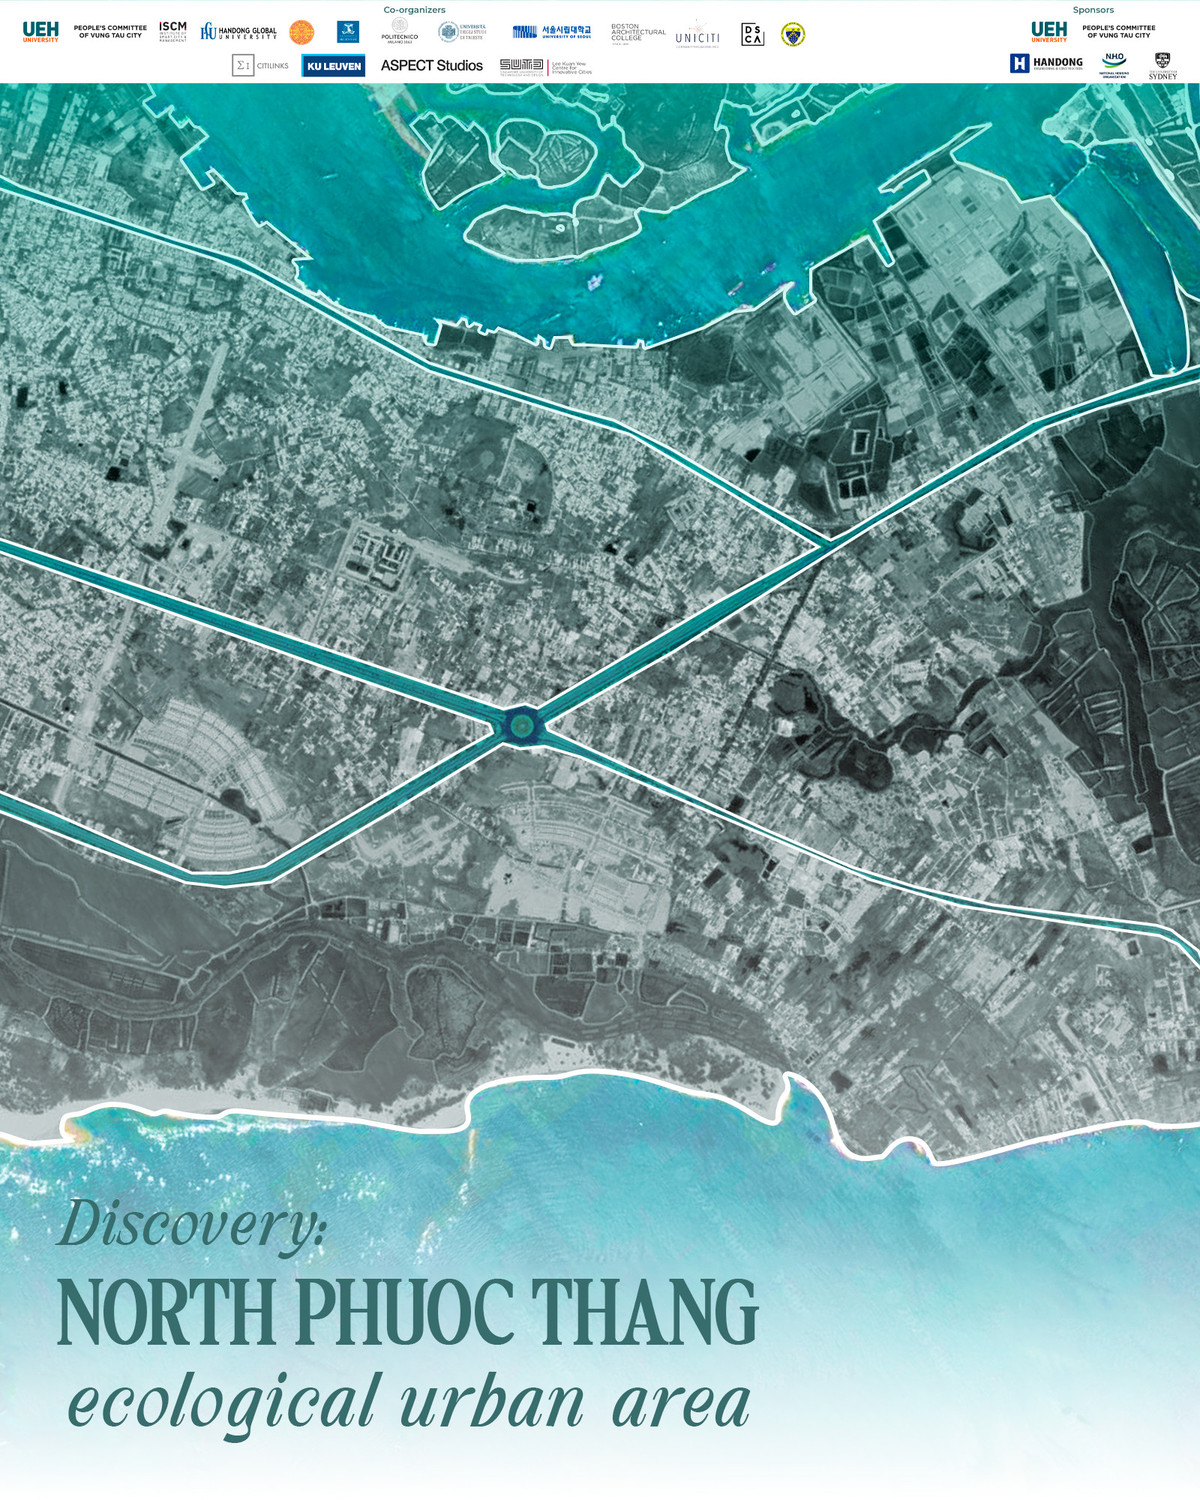 Co-organizers
Sponsors
UEH
UNIVERSITY
PEOPLE'S COMMITTEE
OF VUNG TAU CITY
ISCM
HANDONG GLOBAL
UNIVERSITY
POLITECNICO
MILANO 1863
UNIVERSITÀ
DEGLI STUDI
DI TRIESTE
서울시립대학교
UNIVERSITY OF SEOUL
BOSTON
ARCHITECTURAL
COLLEGE
UNICITI
DS
CA
UEH
UNIVERSITY
PEOPLE'S COMMITTEE
OF VUNG TAU CITY
ΣI CITILINKS
KU LEUVEN
ASPECT Studios
Lee Kuan Yew
Centre for
Innovative Cities
H HANDONG
NHO
SYDNEY
Discovery:
NORTH PHUOC THANG
ecological urban area